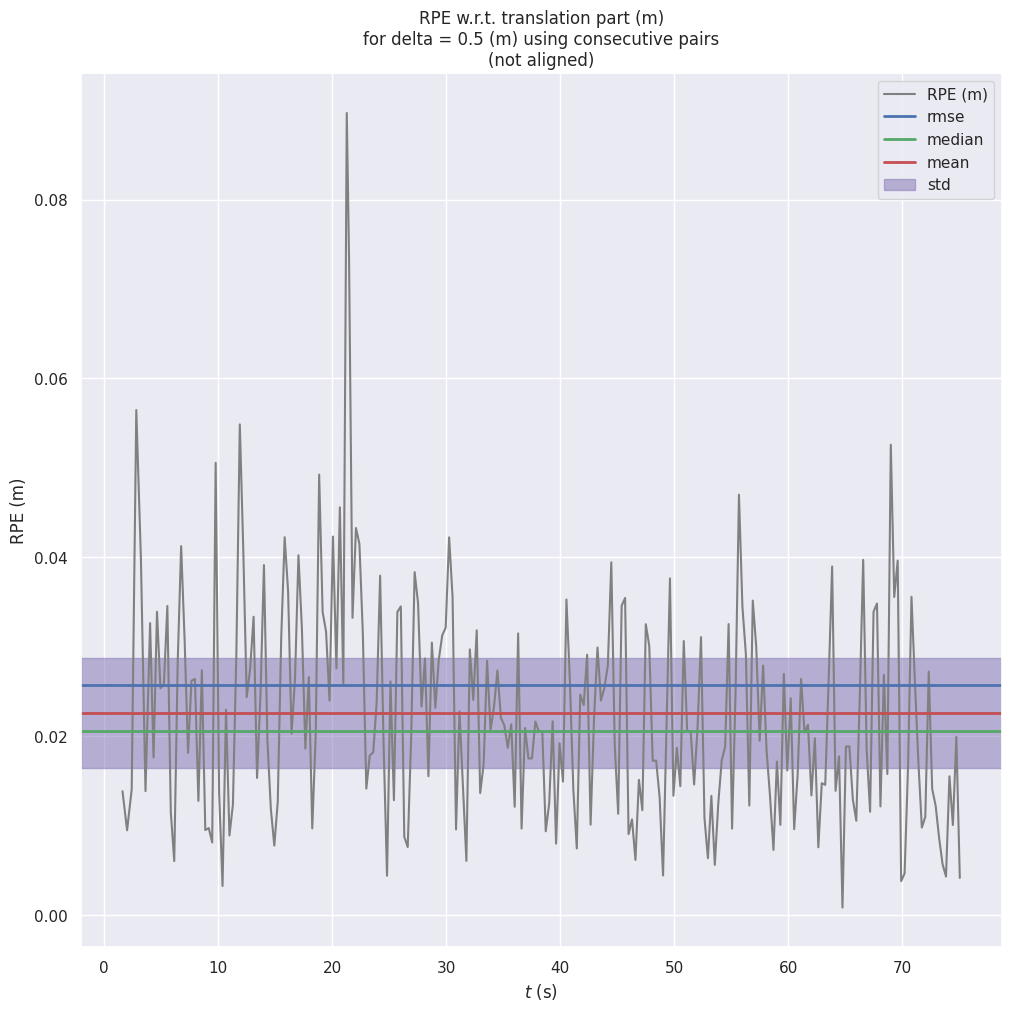 RPE w.r.t. translation part (m)
for delta = 0.5 (m) using consecutive pairs
(not aligned)
RPE (m)
rmse
median
mean
std
RPE (m)
0.08
0.06
0.04
0.02
0.00
0 10 20 30 40 50 60 70
t (s)